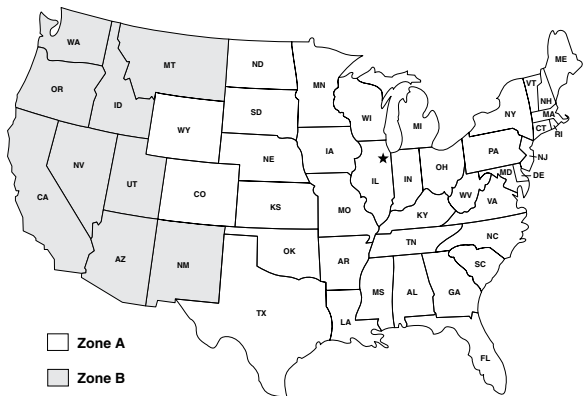 WA
MT
ND
MN
ME
VT
NH
OR
ID
SD
WI
MI
NY
MA
CT
RI
WY
IA
PA
NJ
NE
OH
MD
DE
NV
UT
CO
IL
IN
WV
VA
CA
KS
MO
KY
AZ
NM
OK
AR
TN
NC
SC
TX
LA
MS
AL
GA
FL
Zone A
Zone B